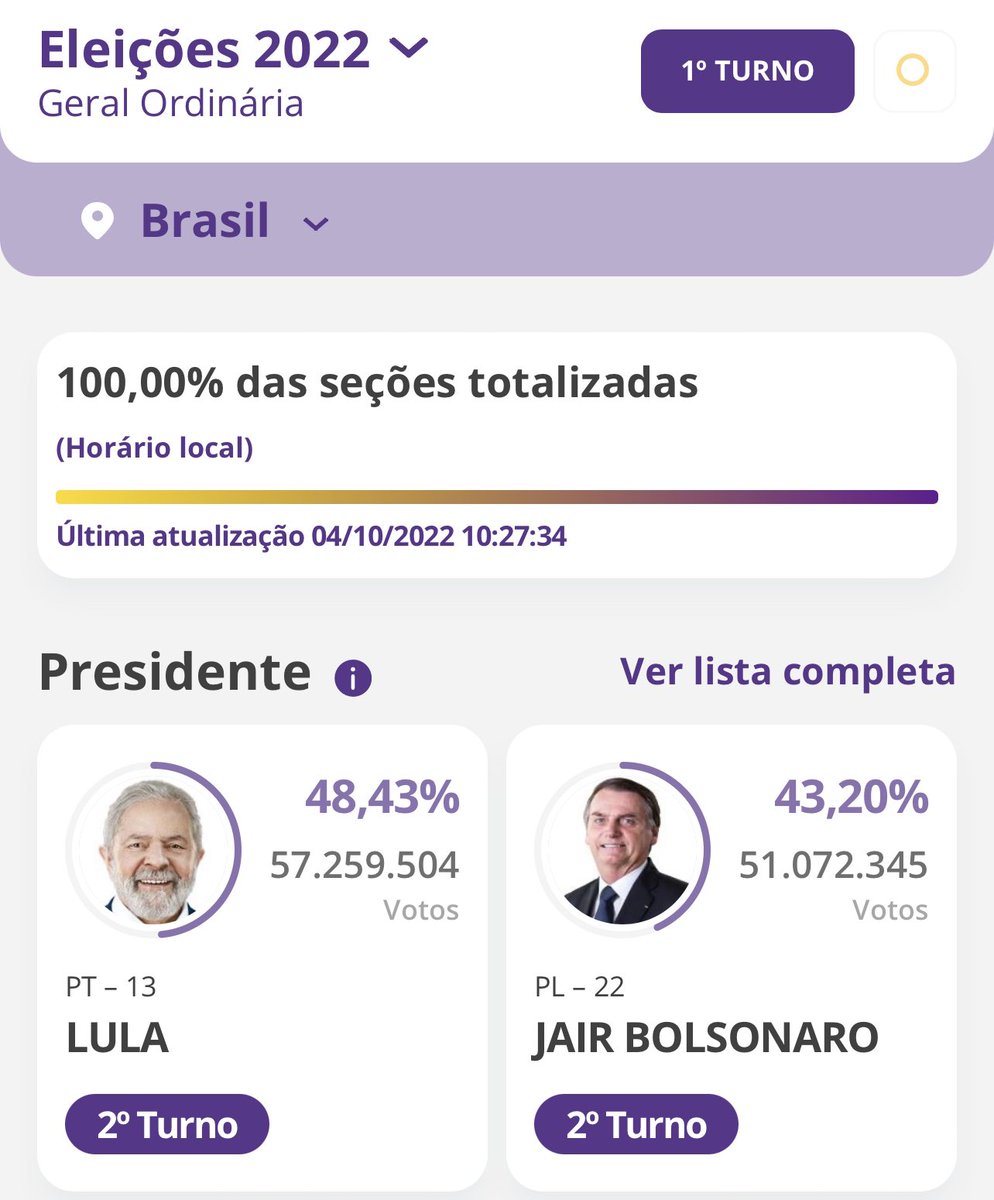 Eleições 2022
Geral Ordinária
1º TURNO
Brasil
100,00% das seções totalizadas
(Horário local)
Última atualização 04/10/2022 10:27:34
Presidente
Ver lista completa
48,43%
57.259.504
Votos
PT – 13
LULA
2º Turno
43,20%
51.072.345
Votos
PL – 22
JAIR BOLSONARO
2º Turno